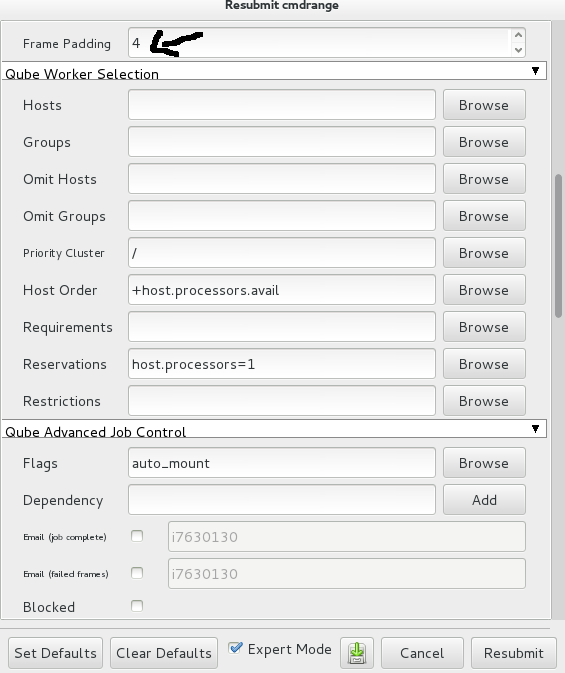 Resubmit cmdrange
Frame Padding 4
Qube Worker Selection
Hosts Browse
Groups Browse
Omit Hosts Browse
Omit Groups Browse
Priority Cluster / Browse
Host Order +host.processors.avail Browse
Requirements Browse
Reservations host.processors=1 Browse
Restrictions Browse
Qube Advanced Job Control
Flags auto_mount Browse
Dependency Add
Email (job complete) i7630130
Email (failed frames) i7630130
Blocked
Set Defaults Clear Defaults Expert Mode Cancel Resubmit